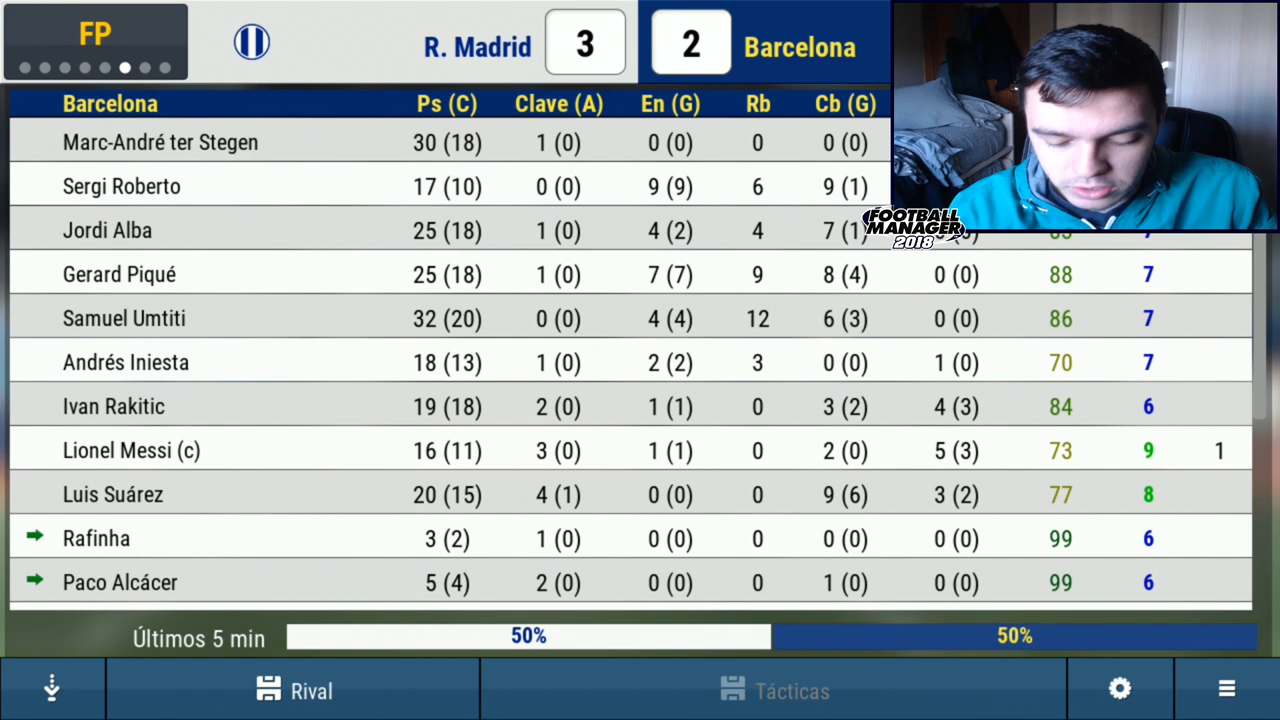 FP
R. Madrid 3 2 Barcelona
Barcelona Ps (C) Clave (A) En (G) Rb Cb (G)
Marc-André ter Stegen 30 (18) 1 (0) 0 (0) 0 0 (0)
Sergi Roberto 17 (10) 0 (0) 9 (9) 6 9 (1)
FOOTBALL
MANAGER
2018
Jordi Alba 25 (18) 1 (0) 4 (2) 4 7 (1)
Gerard Piqué 25 (18) 1 (0) 7 (7) 9 8 (4) 0 (0) 88 7
Samuel Umtiti 32 (20) 0 (0) 4 (4) 12 6 (3) 0 (0) 86 7
Andrés Iniesta 18 (13) 1 (0) 2 (2) 3 0 (0) 1 (0) 70 7
Ivan Rakitic 19 (18) 2 (0) 1 (1) 0 3 (2) 4 (3) 84 6
Lionel Messi (c) 16 (11) 3 (0) 1 (1) 0 2 (0) 5 (3) 73 9 1
Luis Suárez 20 (15) 4 (1) 0 (0) 0 9 (6) 3 (2) 77 8
Rafinha 3 (2) 1 (0) 0 (0) 0 0 (0) 0 (0) 99 6
Paco Alcácer 5 (4) 2 (0) 0 (0) 0 1 (0) 0 (0) 99 6
Últimos 5 min 50% 50%
Rival Tácticas